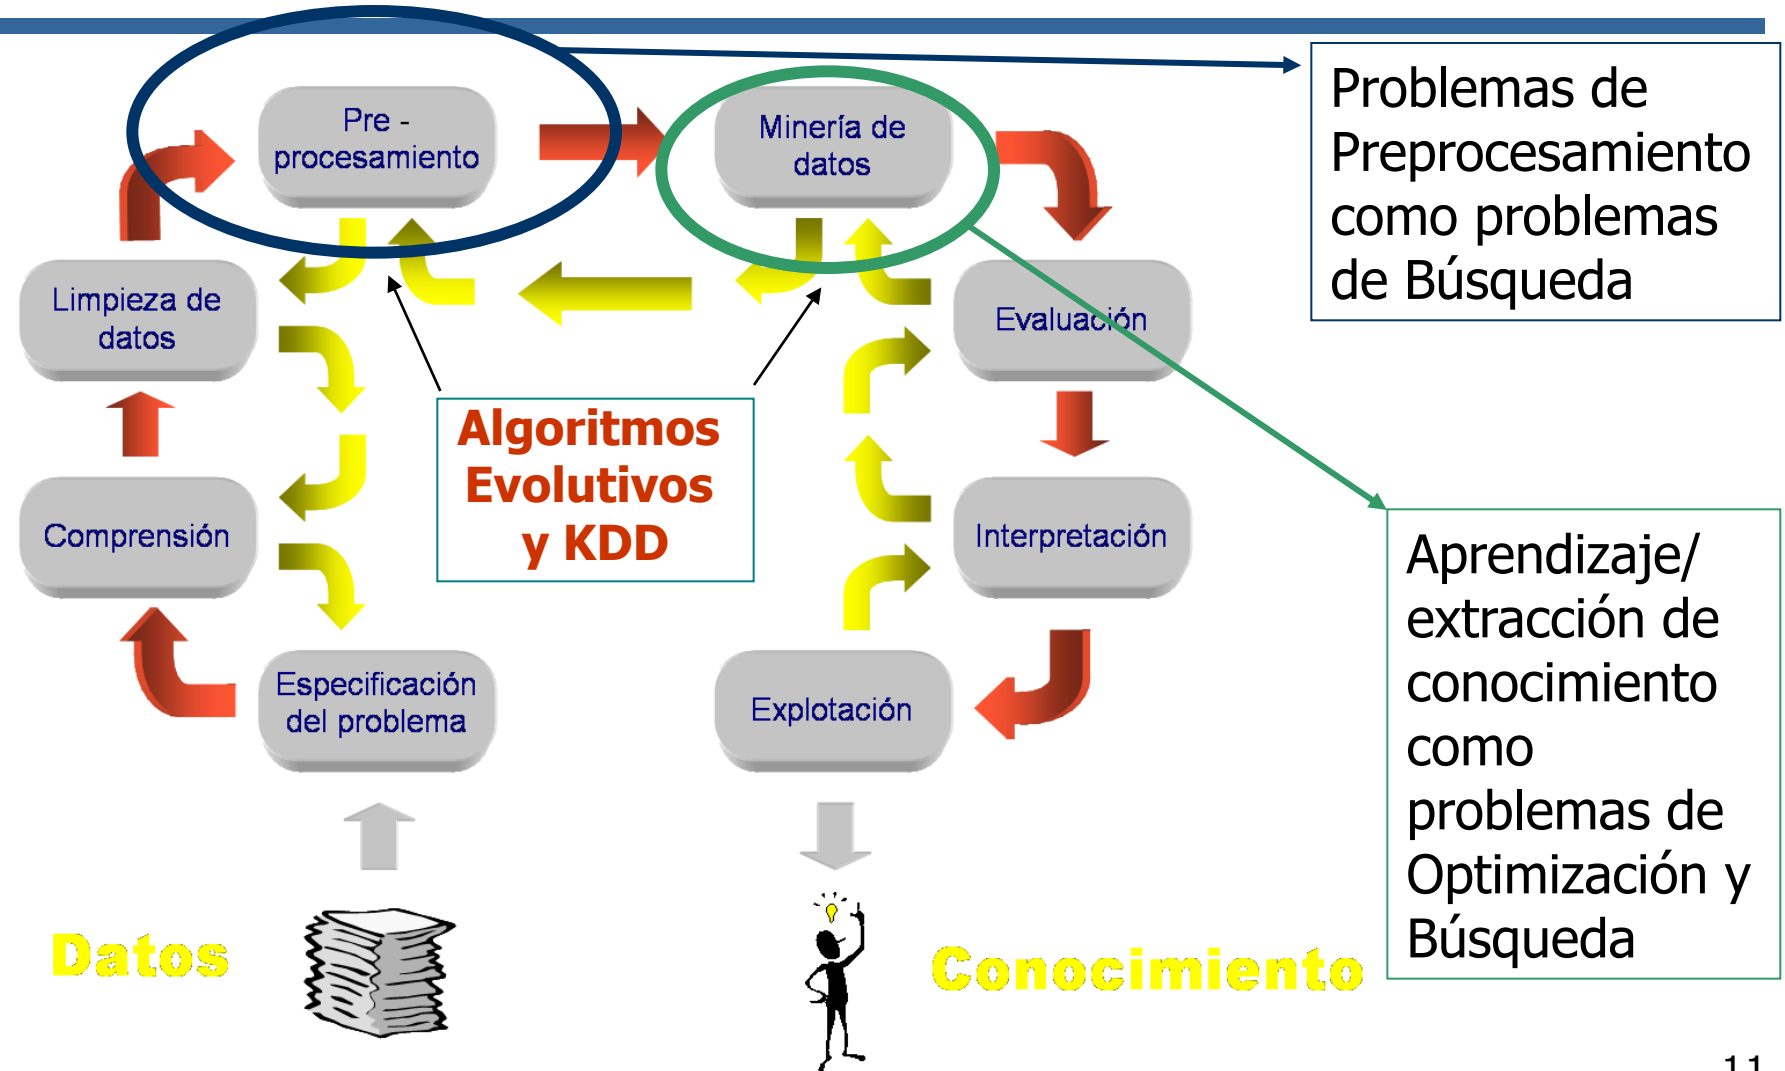 Pre -
procesamiento
Minería de
datos
Problemas de
Preprocesamiento
como problemas
de Búsqueda
Limpieza de
datos
Evaluación
Algoritmos
Evolutivos
y KDD
Comprensión
Interpretación
Aprendizaje/
extracción de
conocimiento
como
problemas de
Optimización y
Búsqueda
Especificación
del problema
Explotación
Datos
Conocimiento
11